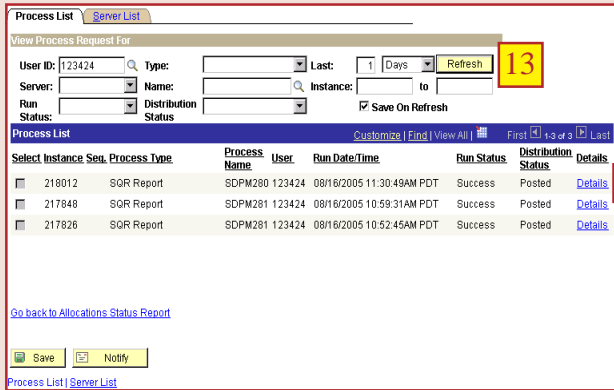 Process List Server List
View Process Request For
User ID: 123424 Type: Last: 1 Days Refresh 13
Server: Name: Instance: to
Run Status: Distribution Status Save On Refresh
Process List Customize | Find | View All | First 1-3 of 3 Last
Select Instance Seq. Process Type Process Name User Run Date/Time Run Status Distribution Status Details
218012 SQR Report SDPM280 123424 08/16/2005 11:30:49AM PDT Success Posted Details
217848 SQR Report SDPM281 123424 08/16/2005 10:59:31AM PDT Success Posted Details
217826 SQR Report SDPM281 123424 08/16/2005 10:52:45AM PDT Success Posted Details
Go back to Allocations Status Report
Save Notify
Process List | Server List